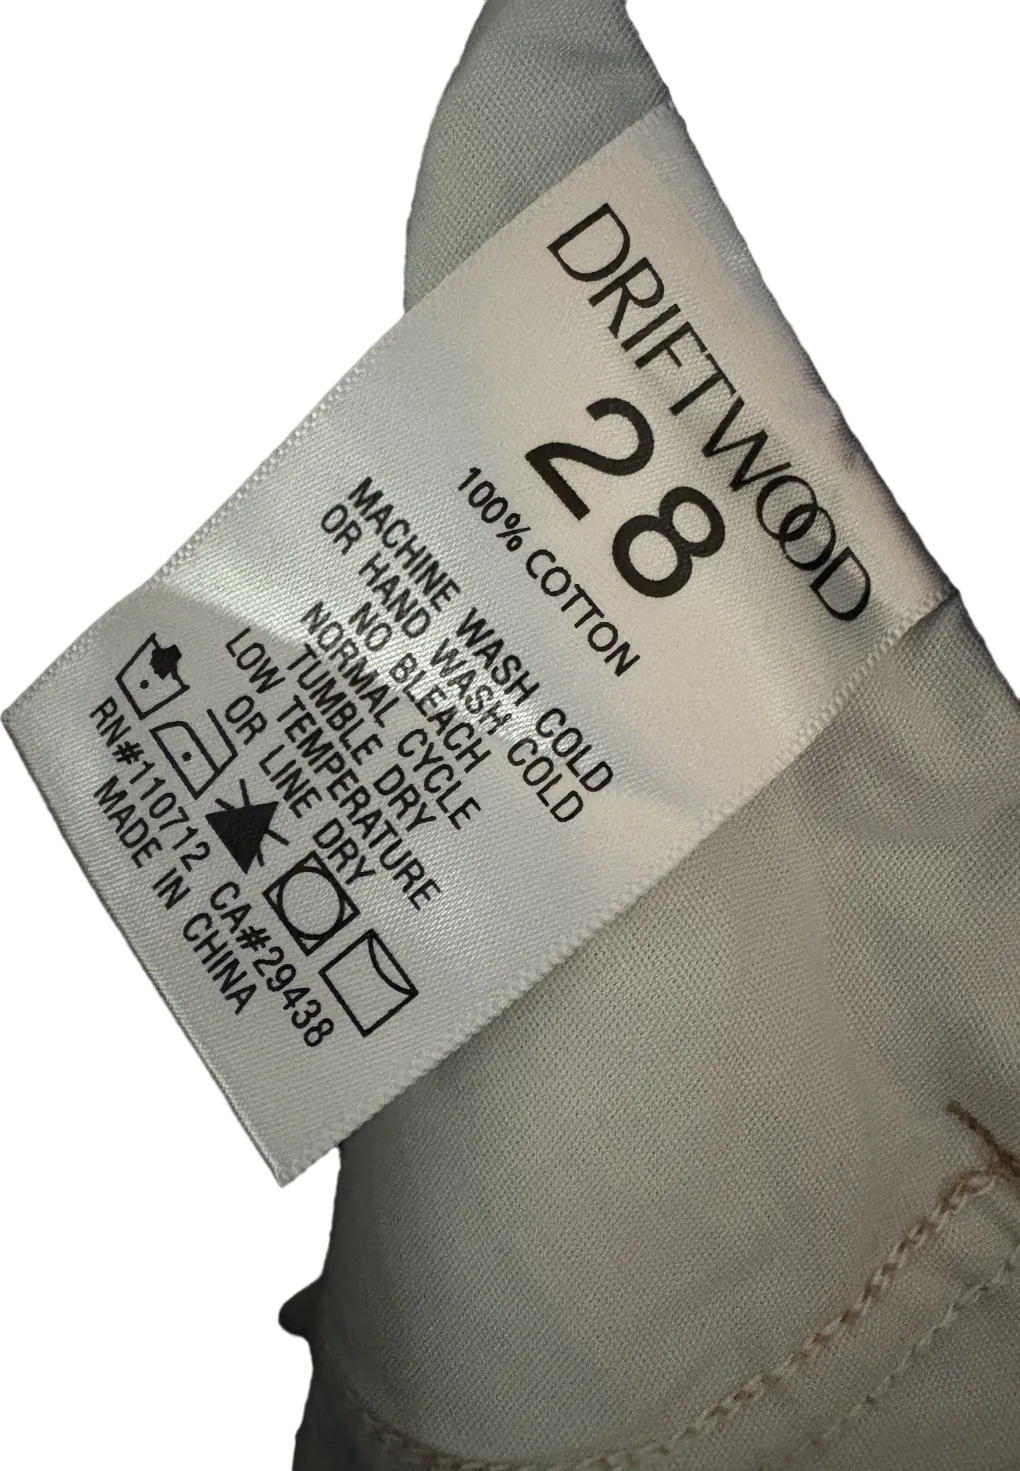 DRIFTWOOD
28
100% COTTON
MACHINE WASH COLD
OR HAND WASH COLD
NO BLEACH
NORMAL CYCLE
TUMBLE DRY
LOW TEMPERATURE
OR LINE DRY
RN#110712 CA#29438
MADE IN CHINA